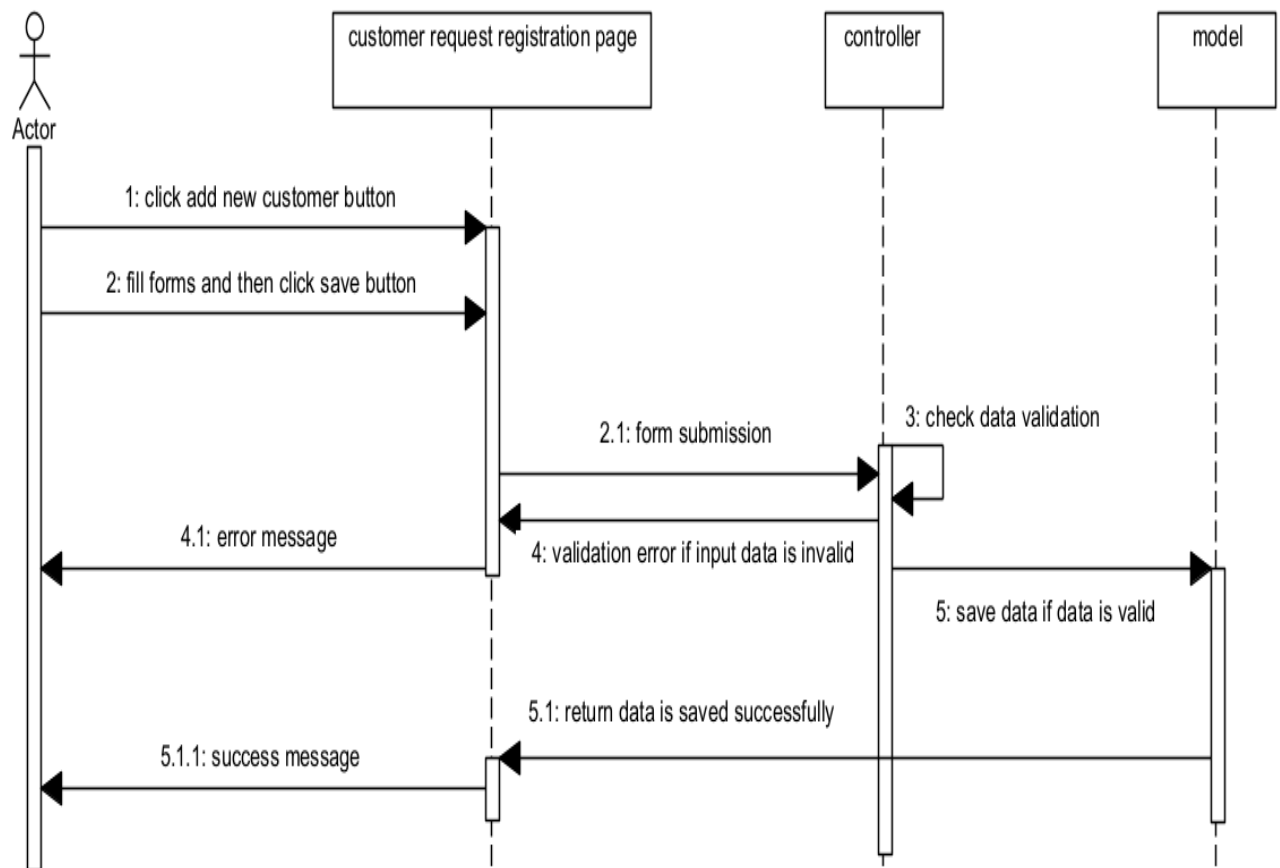 customer request registration page
controller
model
Actor
1: click add new customer button
2: fill forms and then click save button
3: check data validation
2.1: form submission
4.1: error message
4: validation error if input data is invalid
5: save data if data is valid
5.1: return data is saved successfully
5.1.1: success message